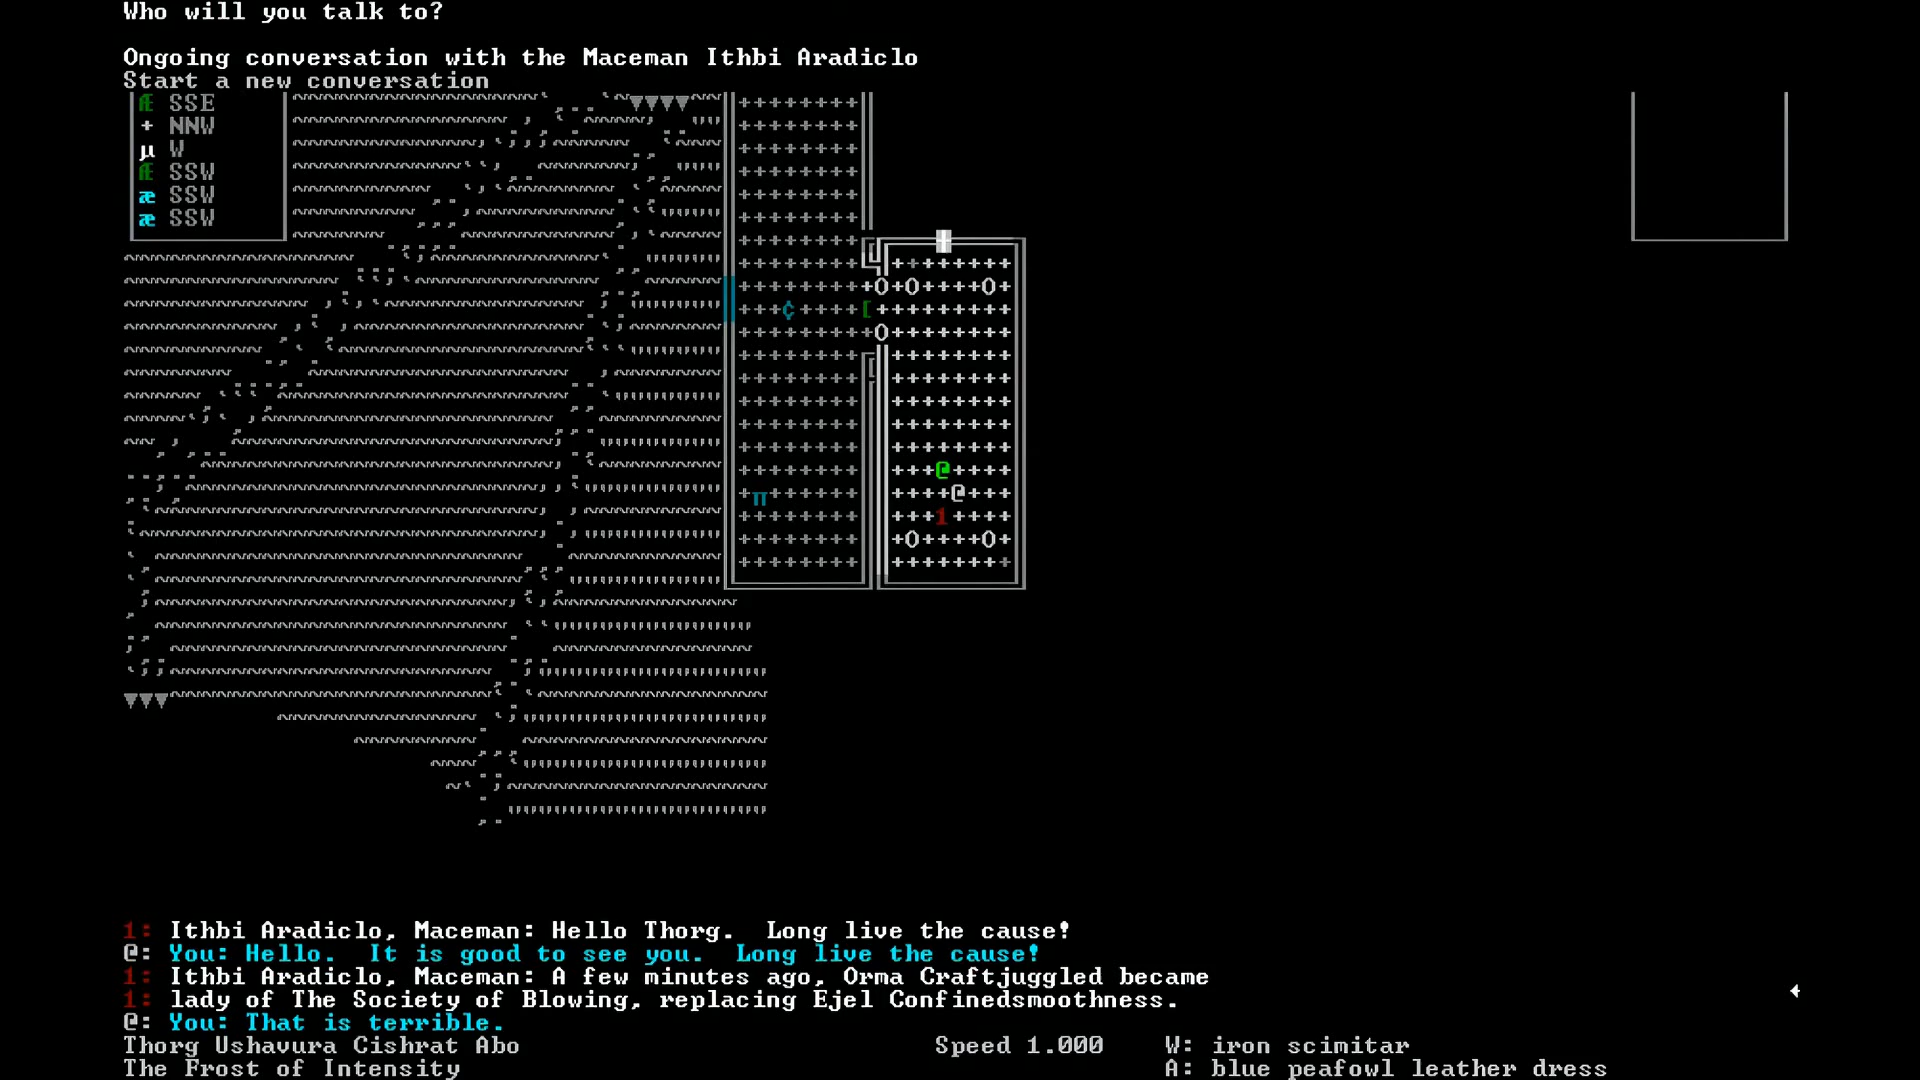 Who will you talk to?
Ongoing conversation with the Maceman Ithbi Aradiclo
Start a new conversation
Æ SSE
+ NNW
µ W
Æ SSW
æ SSW
æ SSW
1: Ithbi Aradiclo, Maceman: Hello Thorg.  Long live the cause!
@: You: Hello.  It is good to see you.  Long live the cause!
1: Ithbi Aradiclo, Maceman: A few minutes ago, Orma Craftjuggled became
1: lady of The Society of Blowing, replacing Ejel Confinedsmoothness.
@: You: That is terrible.
Thorg Ushavura Cishrat Abo
Speed 1.000
W: iron scimitar
The Frost of Intensity
A: blue peafowl leather dress